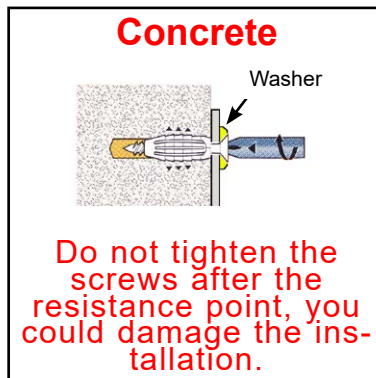 Concrete
Washer
Do not tighten the
screws after the
resistance point, you
could damage the ins-
tallation.